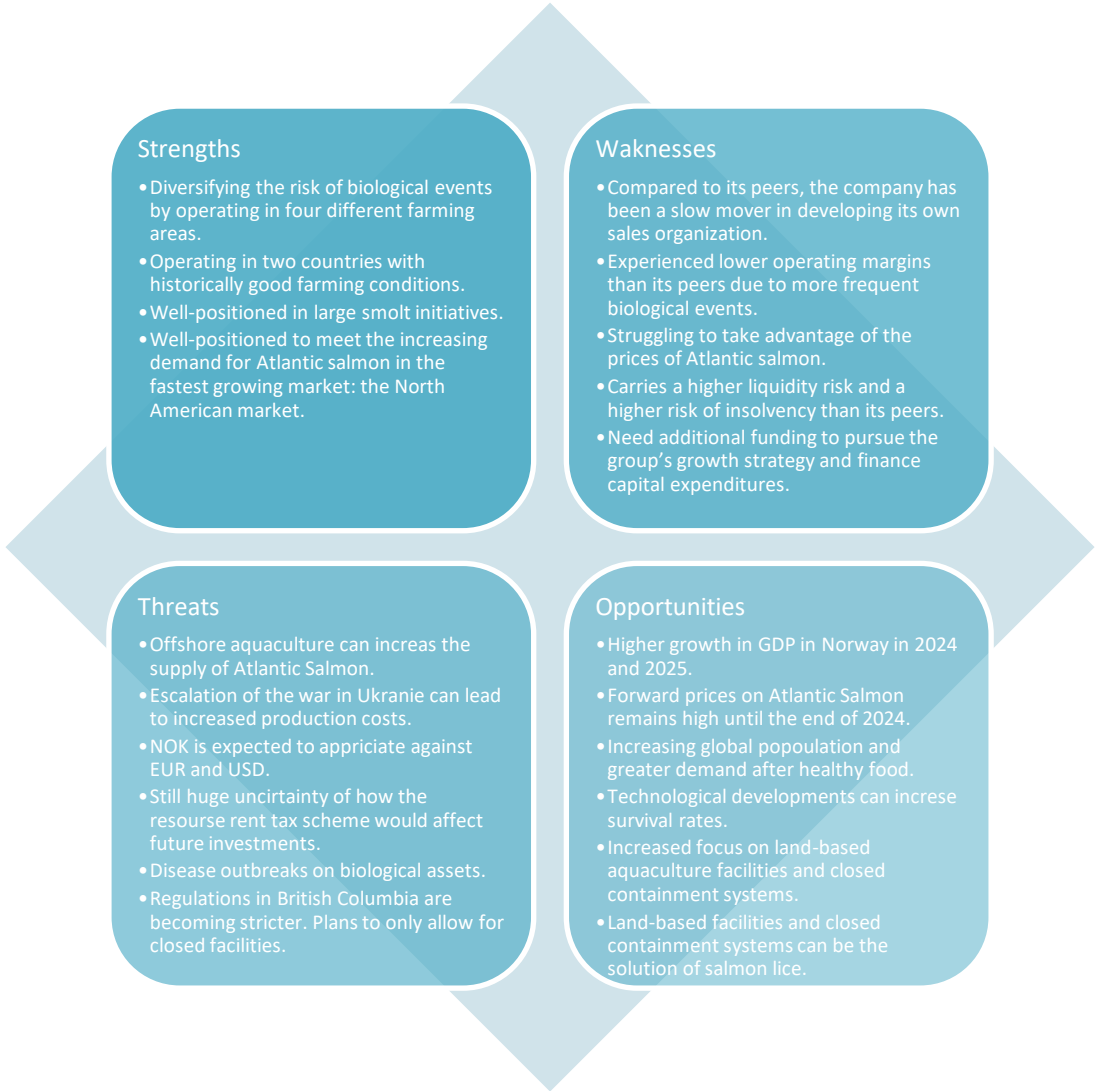 Strengths
•Diversifying the risk of biological events
by operating in four different farming
areas.
•Operating in two countries with
historically good farming conditions.
•Well-positioned in large smolt initiatives.
•Well-positioned to meet the increasing
demand for Atlantic salmon in the
fastest growing market: the North
American market.
Waknesses
•Compared to its peers, the company has
been a slow mover in developing its own
sales organization.
•Experienced lower operating margins
than its peers due to more frequent
biological events.
•Struggling to take advantage of the
prices of Atlantic salmon.
•Carries a higher liquidity risk and a
higher risk of insolvency than its peers.
•Need additional funding to pursue the
group's growth strategy and finance
capital expenditures.
Threats
•Offshore aquaculture can increas the
supply of Atlantic Salmon.
•Escalation of the war in Ukranie can lead
to increased production costs.
•NOK is expected to appriciate against
EUR and USD.
•Still huge uncirtainty of how the
resourse rent tax scheme would affect
future investments.
•Disease outbreaks on biological assets.
•Regulations in British Columbia are
becoming stricter. Plans to only allow for
closed facilities.
Opportunities
•Higher growth in GDP in Norway in 2024
and 2025.
•Forward prices on Atlantic Salmon
remains high until the end of 2024.
•Increasing global popoulation and
greater demand after healthy food.
•Technological developments can increse
survival rates.
•Increased focus on land-based
aquaculture facilities and closed
containment systems.
•Land-based facilities and closed
containment systems can be the
solution of salmon lice.